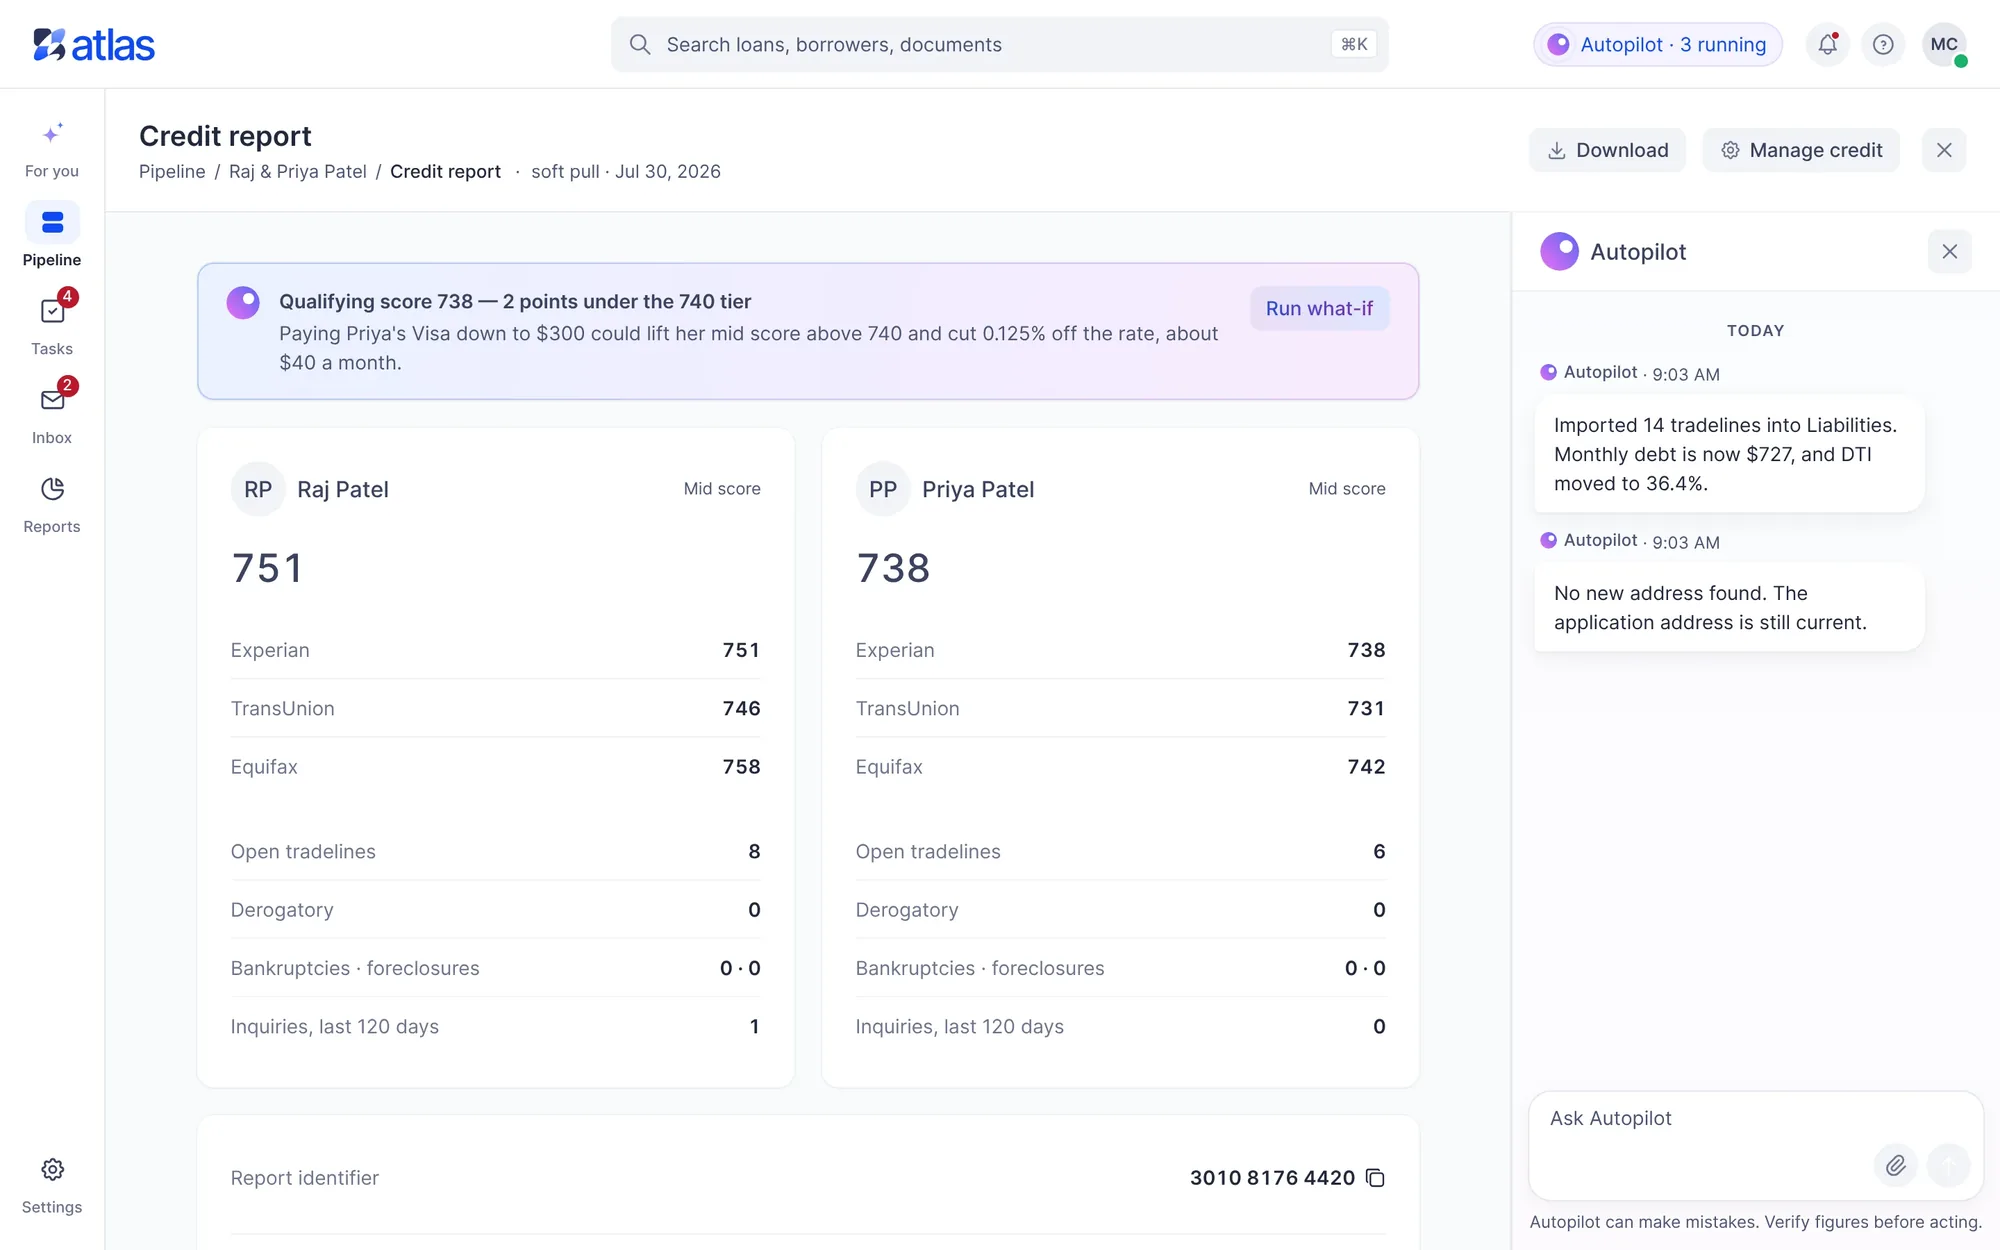 atlas
Search loans, borrowers, documents
⌘K
Autopilot · 3 running
MC
For you
Pipeline
4
Tasks
2
Inbox
Reports
Settings
Credit report
Pipeline / Raj & Priya Patel / Credit report · soft pull · Jul 30, 2026
Download
Manage credit
Qualifying score 738 — 2 points under the 740 tier
Paying Priya's Visa down to $300 could lift her mid score above 740 and cut 0.125% off the rate, about
$40 a month.
Run what-if
RP Raj Patel Mid score
751
Experian 751
TransUnion 746
Equifax 758
Open tradelines 8
Derogatory 0
Bankruptcies · foreclosures 0 · 0
Inquiries, last 120 days 1
PP Priya Patel Mid score
738
Experian 738
TransUnion 731
Equifax 742
Open tradelines 6
Derogatory 0
Bankruptcies · foreclosures 0 · 0
Inquiries, last 120 days 0
Report identifier 3010 8176 4420
Autopilot
TODAY
Autopilot · 9:03 AM
Imported 14 tradelines into Liabilities.
Monthly debt is now $727, and DTI
moved to 36.4%.
Autopilot · 9:03 AM
No new address found. The
application address is still current.
Ask Autopilot
Autopilot can make mistakes. Verify figures before acting.